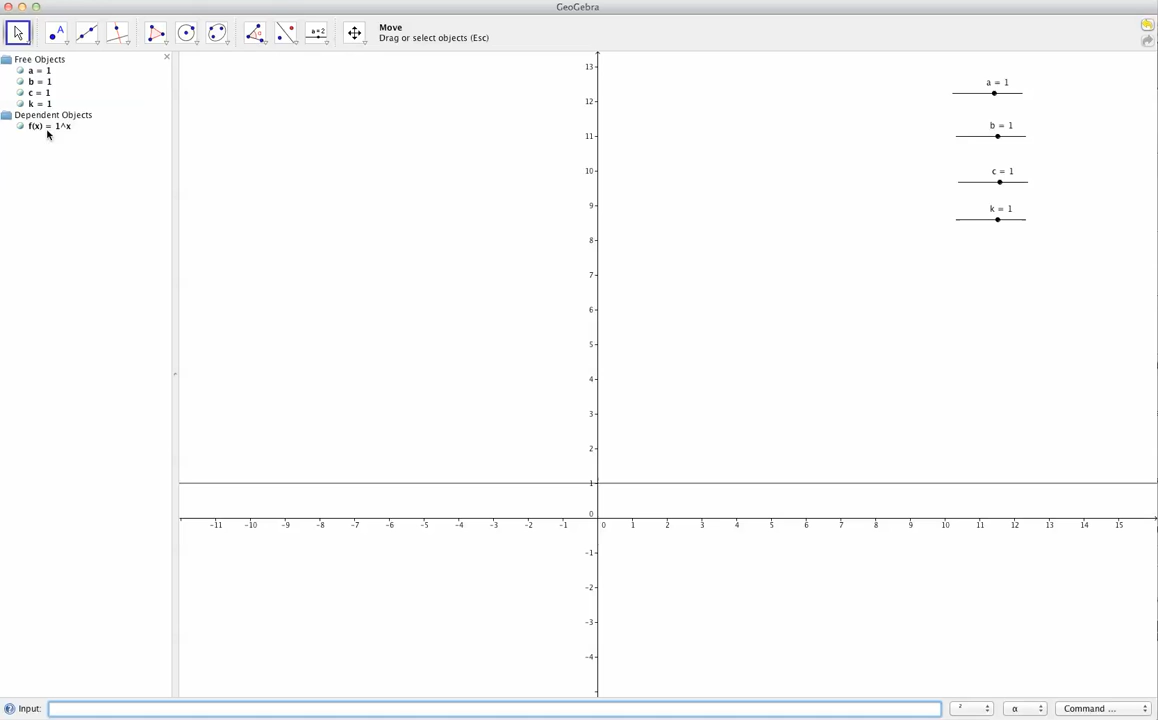 GeoGebra
A
a=2
Move
Drag or select objects (Esc)
Free Objects
a = 1
b = 1
c = 1
k = 1
Dependent Objects
f(x) = 1^x
a = 1
b = 1
c = 1
k = 1
13
12
11
10
9
8
7
6
5
4
3
2
1
0
-11 -10 -9 -8 -7 -6 -5 -4 -3 -2 -1 0 1 2 3 4 5 6 7 8 9 10 11 12 13 14 15
-1
-2
-3
-4
Input: ² α Command ...